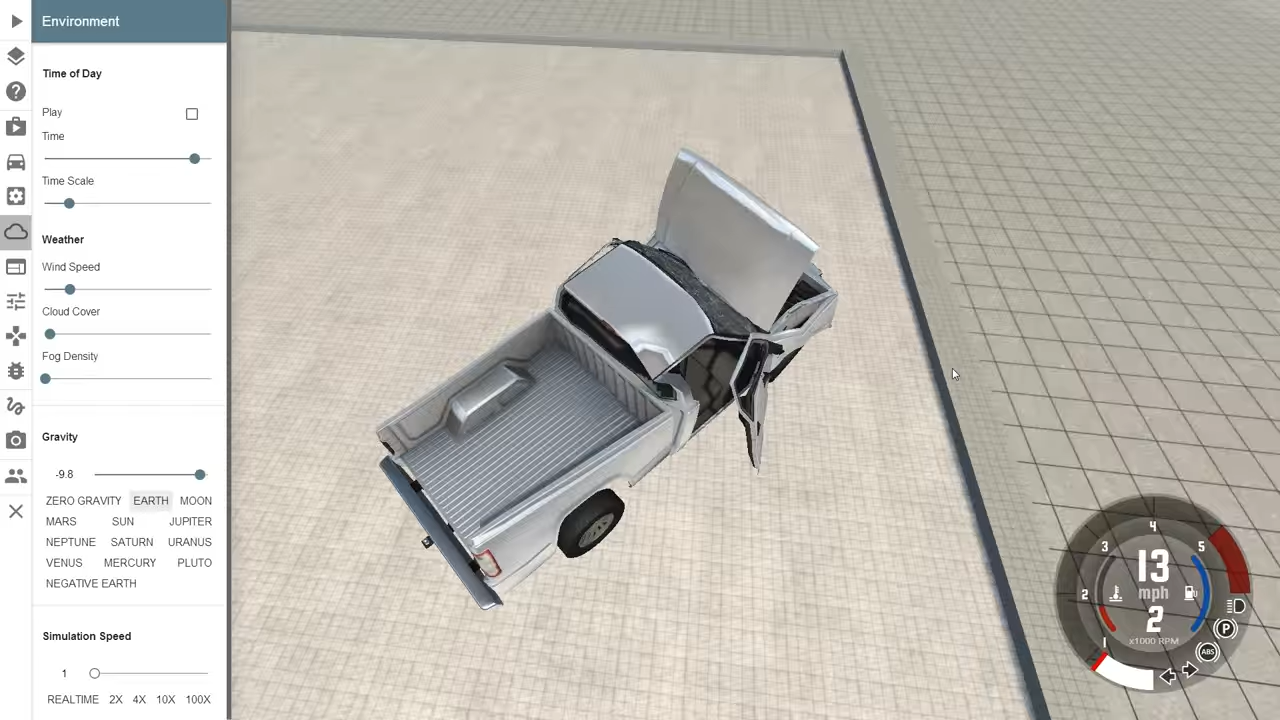 Environment
Time of Day
Play
Time
Time Scale
Weather
Wind Speed
Cloud Cover
Fog Density
Gravity
-9.8
ZERO GRAVITY EARTH MOON
MARS SUN JUPITER
NEPTUNE SATURN URANUS
VENUS MERCURY PLUTO
NEGATIVE EARTH
Simulation Speed
1
REALTIME 2X 4X 10X 100X
4
3 5
13
2 mph
2
x1000 RPM
1
P
ABS